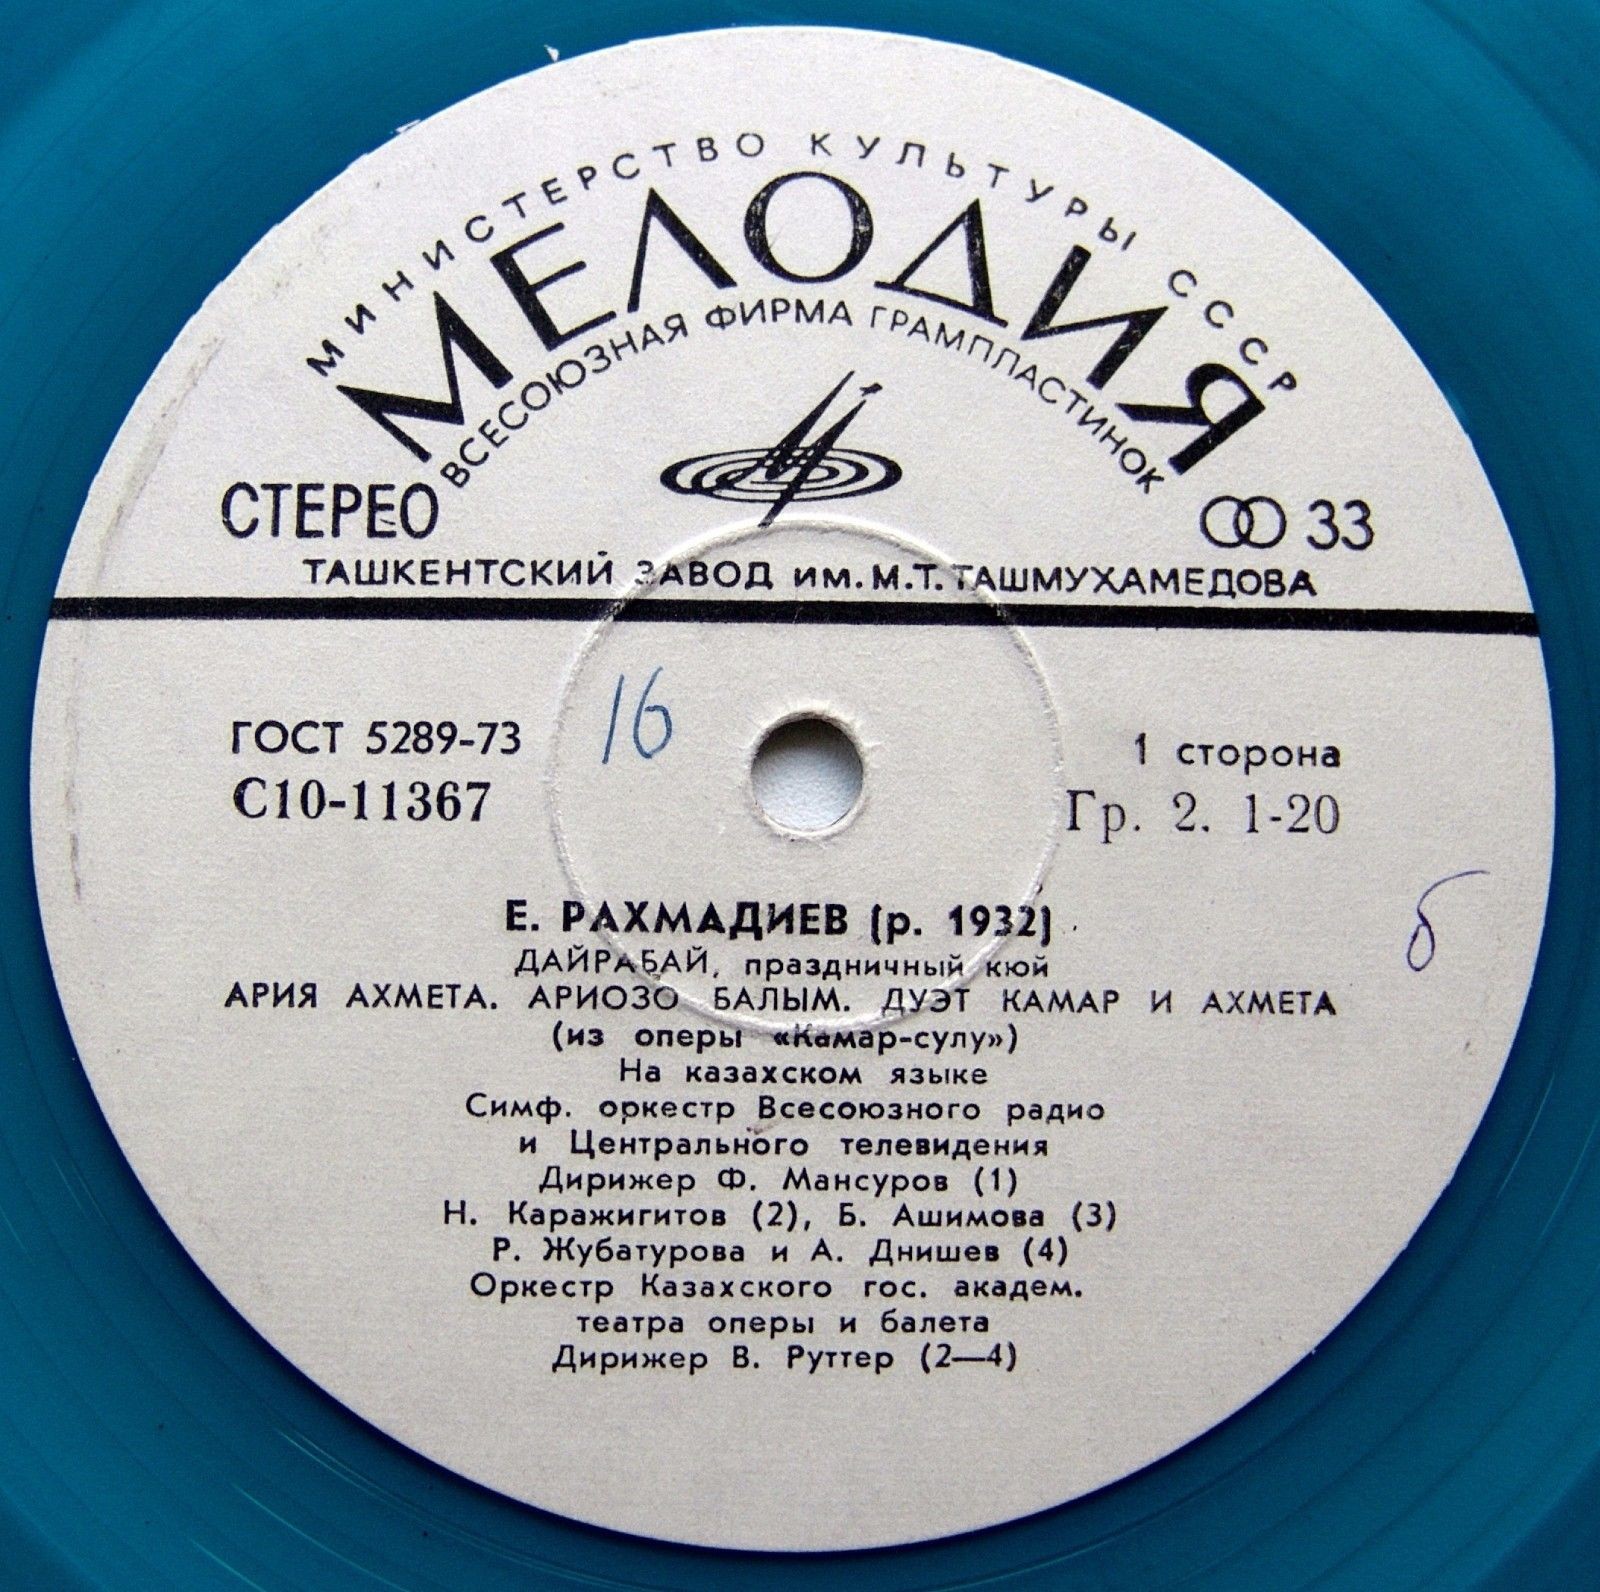 МИНИСТЕРСТВО КУЛЬТУРЫ СССР
МЕЛОДИЯ
ВСЕСОЮЗНАЯ ФИРМА ГРАМПЛАСТИНОК
СТЕРЕО
33
ТАШКЕНТСКИЙ ЗАВОД ИМ. М.Т. ТАШМУХАМЕДОВА
ГОСТ 5289-73
16
1 сторона
С10-11367
Гр. 2. 1-20
б
Е. РАХМАДИЕВ (р. 1932)
ДАЙРАБАЙ, праздничный кюй
АРИЯ АХМЕТА. АРИОЗО БАЛЫМ. ДУЭТ КАМАР И АХМЕТА
(из оперы «Камар-сулу»)
На казахском языке
Симф. оркестр Всесоюзного радио
и Центрального телевидения
Дирижер Ф. Мансуров (1)
Н. Каражигитов (2), Б. Ашимова (3)
Р. Жубатурова и А. Днишев (4)
Оркестр Казахского гос. академ.
театра оперы и балета
Дирижер В. Руттер (2—4)